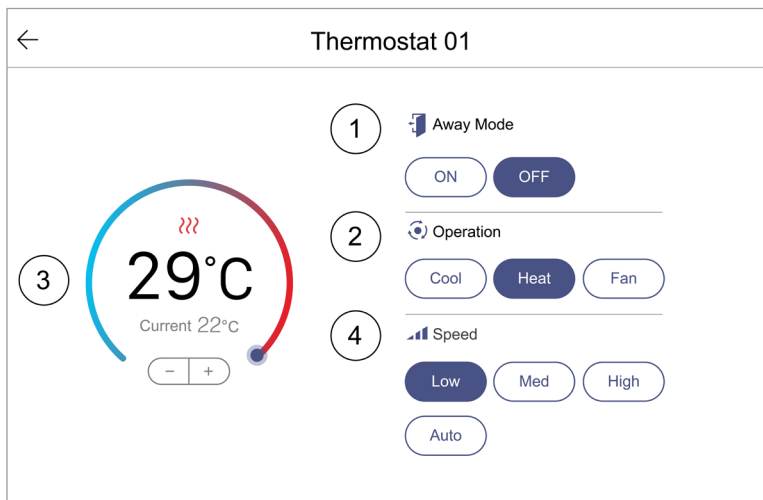 Thermostat 01
1
Away Mode
ON OFF
2
Operation
Cool Heat Fan
3
29°C
Current 22°C
− +
4
Speed
Low Med High
Auto